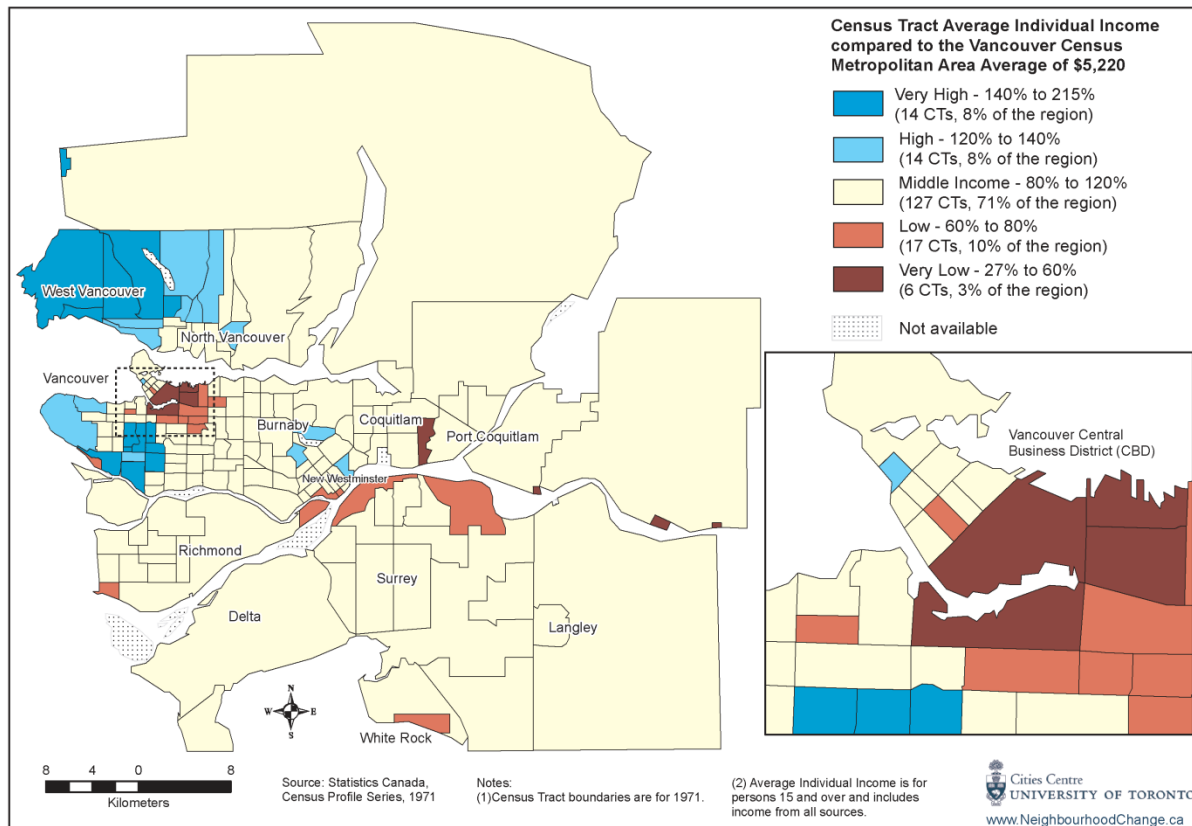 Census Tract Average Individual Income
compared to the Vancouver Census
Metropolitan Area Average of $5,220
Very High - 140% to 215%
(14 CTs, 8% of the region)
High - 120% to 140%
(14 CTs, 8% of the region)
Middle Income - 80% to 120%
(127 CTs, 71% of the region)
Low - 60% to 80%
(17 CTs, 10% of the region)
Very Low - 27% to 60%
(6 CTs, 3% of the region)
Not available
West Vancouver
North Vancouver
Vancouver
Burnaby
Coquitlam
Port Coquitlam
New Westminster
Richmond
Surrey
Delta
Langley
White Rock
Vancouver Central
Business District (CBD)
N
W
E
S
8 4 0 8
Kilometers
Source: Statistics Canada,
Census Profile Series, 1971
Notes:
(1)Census Tract boundaries are for 1971.
(2) Average Individual Income is for
persons 15 and over and includes
income from all sources.
Cities Centre
UNIVERSITY OF TORONTO
www.NeighbourhoodChange.ca